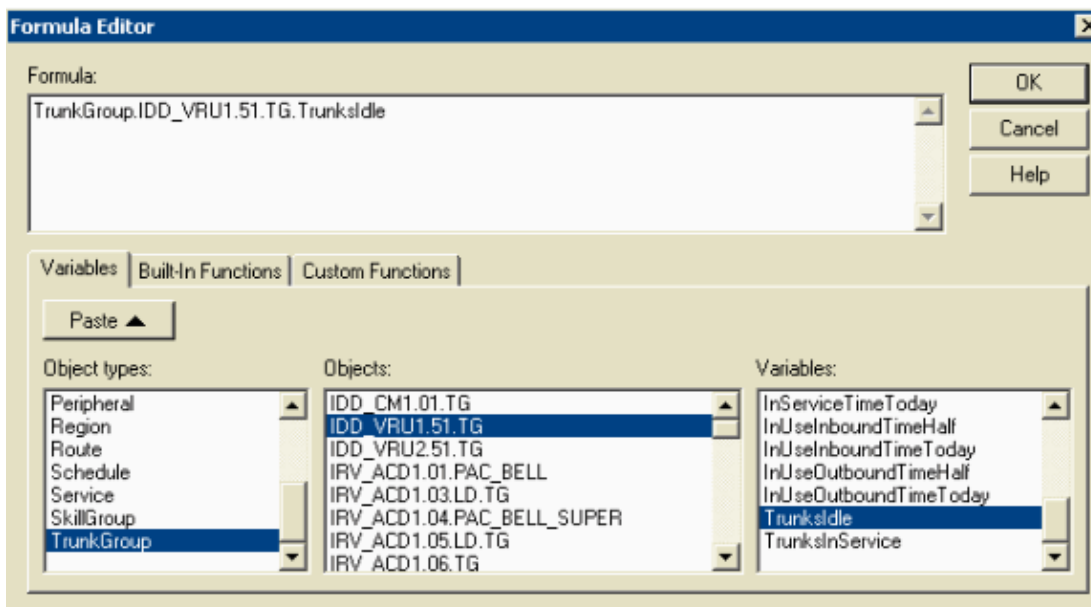 Formula Editor
Formula:
TrunkGroup.IDD_VRU1.51.TG.TrunksIdle
OK
Cancel
Help
Variables
Built-In Functions
Custom Functions
Paste
Object types:
Peripheral
Region
Route
Schedule
Service
SkillGroup
TrunkGroup
Objects:
IDD_CM1.01.TG
IDD_VRU1.51.TG
IDD_VRU2.51.TG
IRV_ACD1.01.PAC_BELL
IRV_ACD1.03.LD.TG
IRV_ACD1.04.PAC_BELL_SUPER
IRV_ACD1.05.LD.TG
IRV_ACD1.06.TG
Variables:
InServiceTimeToday
InUseInboundTimeHalf
InUseInboundTimeToday
InUseOutboundTimeHalf
InUseOutboundTimeToday
TrunksIdle
TrunksInService